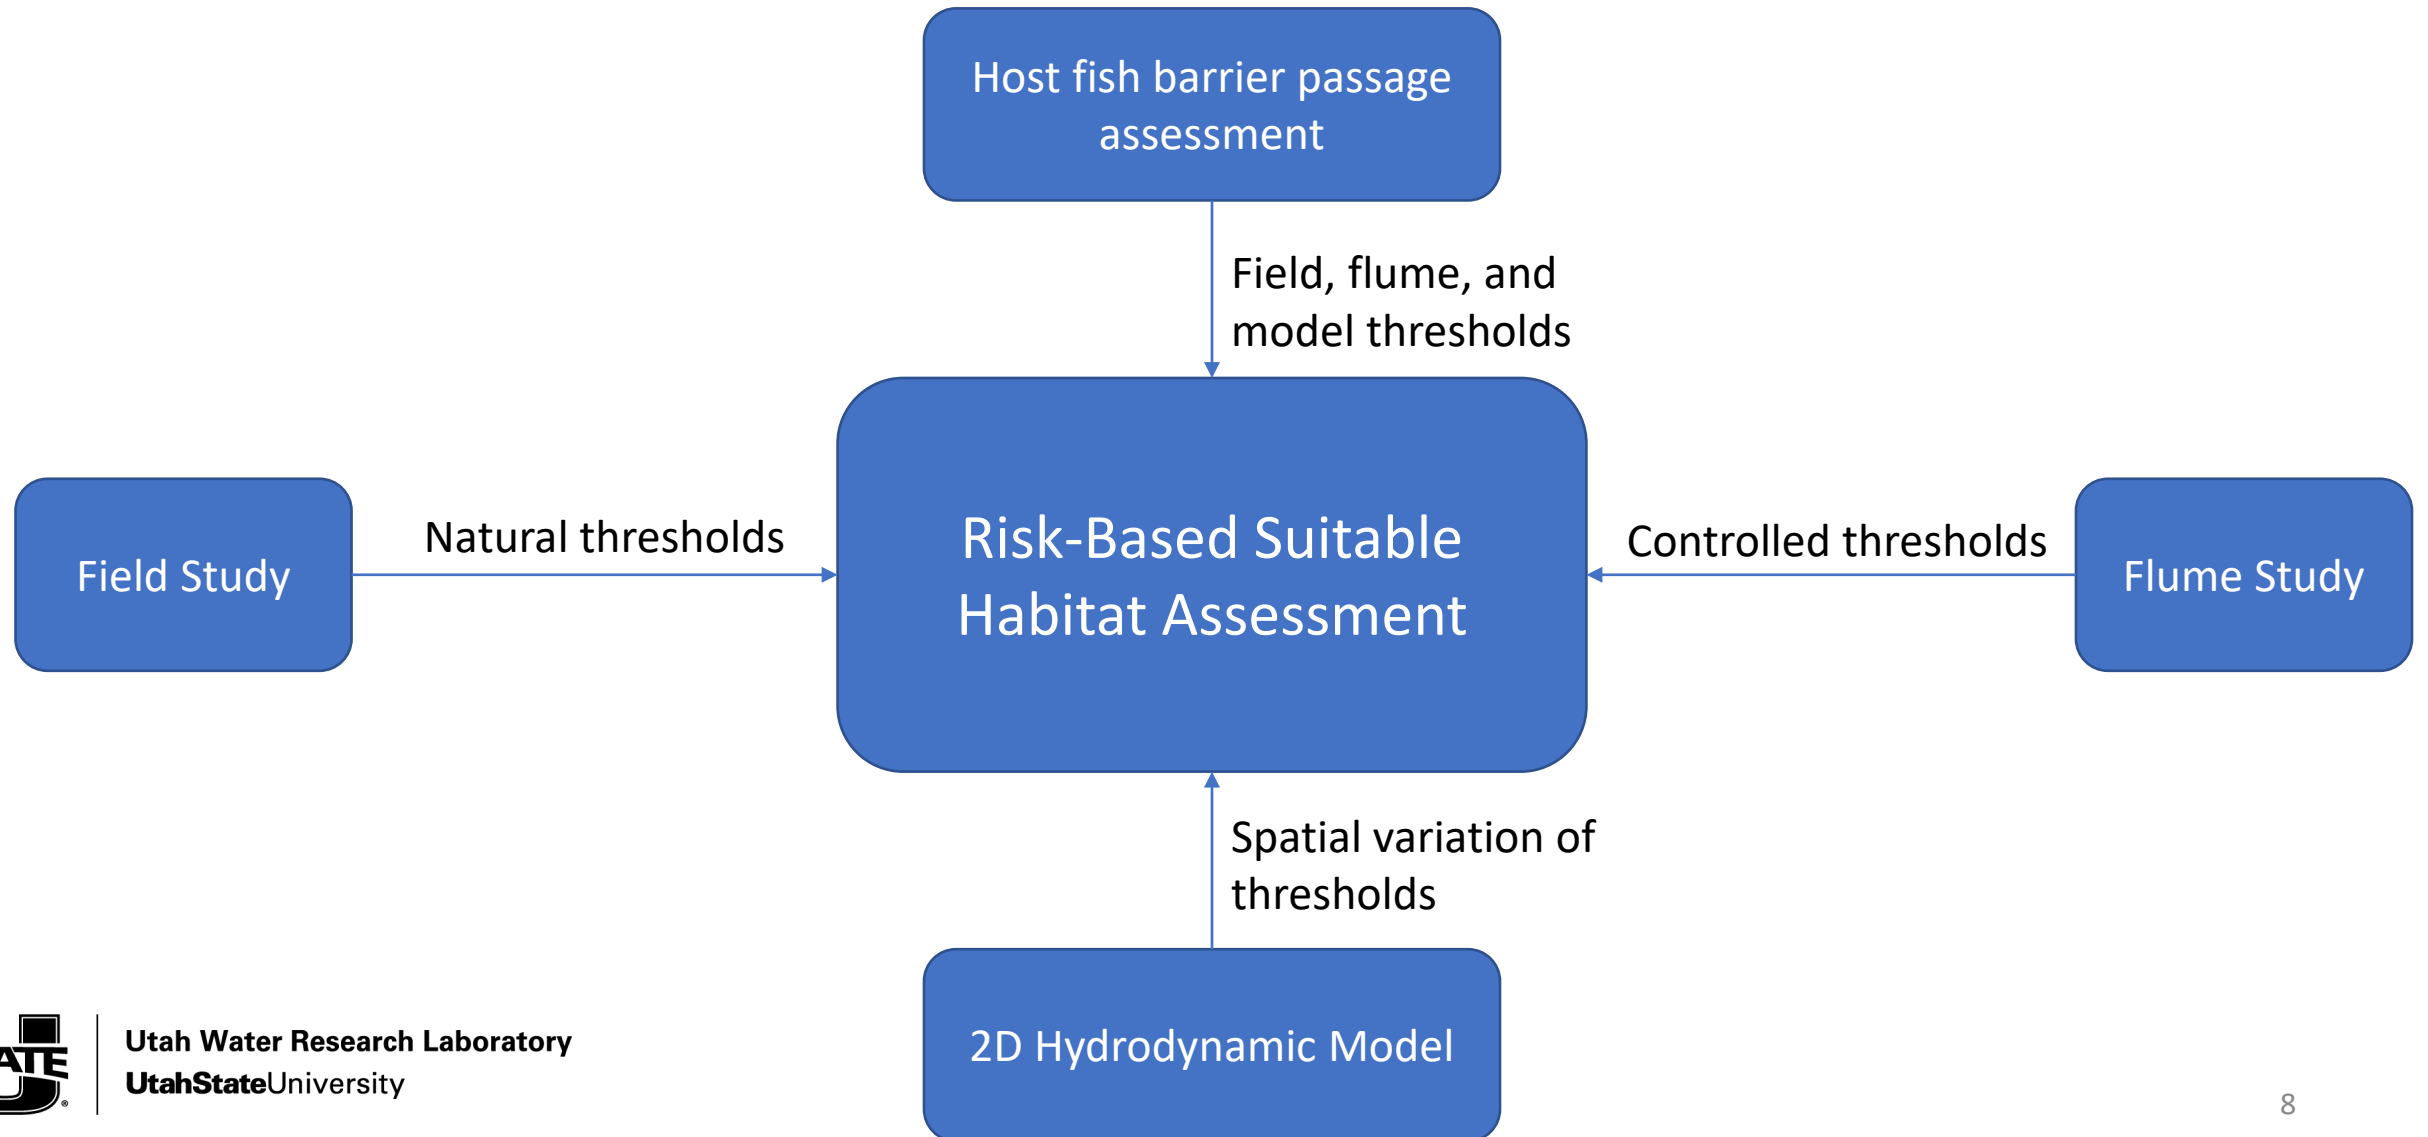 Host fish barrier passage
assessment
Field, flume, and
model thresholds
Field Study
Natural thresholds
Risk-Based Suitable
Habitat Assessment
Controlled thresholds
Flume Study
Spatial variation of
thresholds
2D Hydrodynamic Model
ATE
Utah Water Research Laboratory
UtahStateUniversity
8